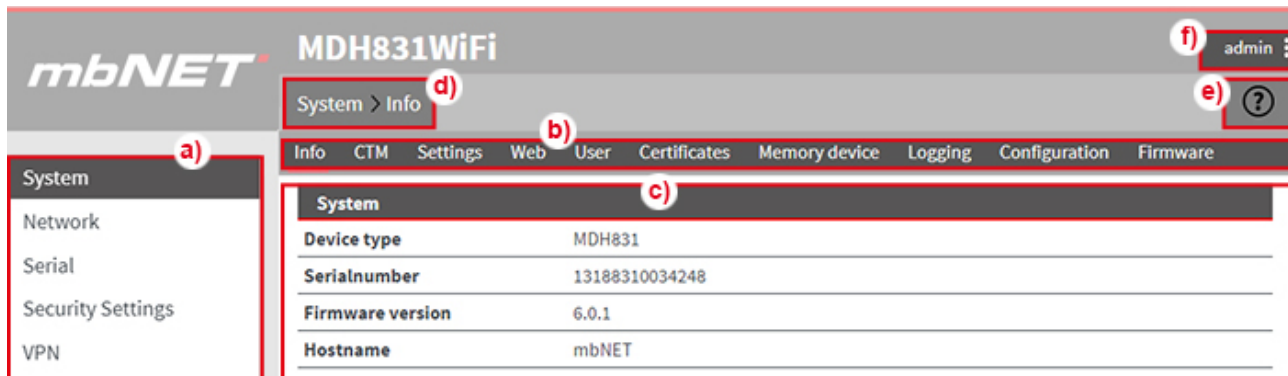 mbNET
MDH831WiFi
f)
admin
System > Info
d)
e)
?
a)
b)
Info CTM Settings Web User Certificates Memory device Logging Configuration Firmware
System
Network
Serial
Security Settings
VPN
System
c)
Device type MDH831
Serialnumber 13188310034248
Firmware version 6.0.1
Hostname mbNET